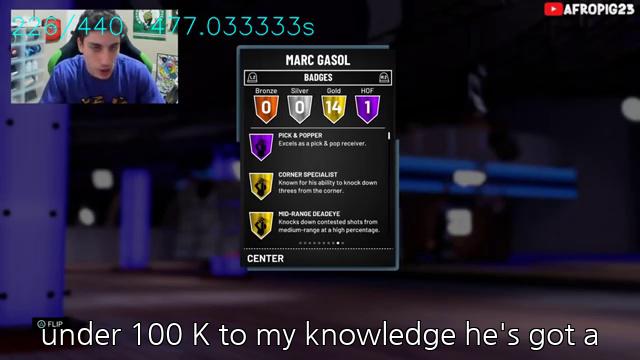 226/440, 477.033333s
AFROPIG23
MARC GASOL
BADGES
Bronze Silver Gold HOF
0 0 14 1
PICK & POPPER
Excels as a pick & pop receiver.
CORNER SPECIALIST
Known for his ability to knock down
threes from the corner.
MID-RANGE DEADEYE
Knocks down contested shots from
medium-range at a high percentage.
CENTER
FLIP
under 100 K to my knowledge he's got a